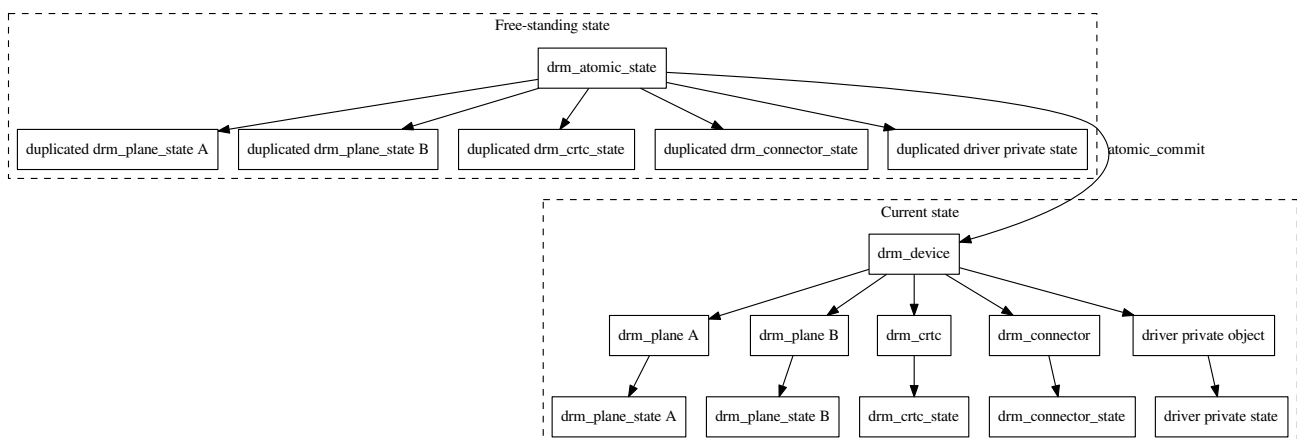 Free-standing state
drm_atomic_state
duplicated drm_plane_state A
duplicated drm_plane_state B
duplicated drm_crtc_state
duplicated drm_connector_state
duplicated driver private state
atomic_commit
Current state
drm_device
drm_plane A
drm_plane B
drm_crtc
drm_connector
driver private object
drm_plane_state A
drm_plane_state B
drm_crtc_state
drm_connector_state
driver private state